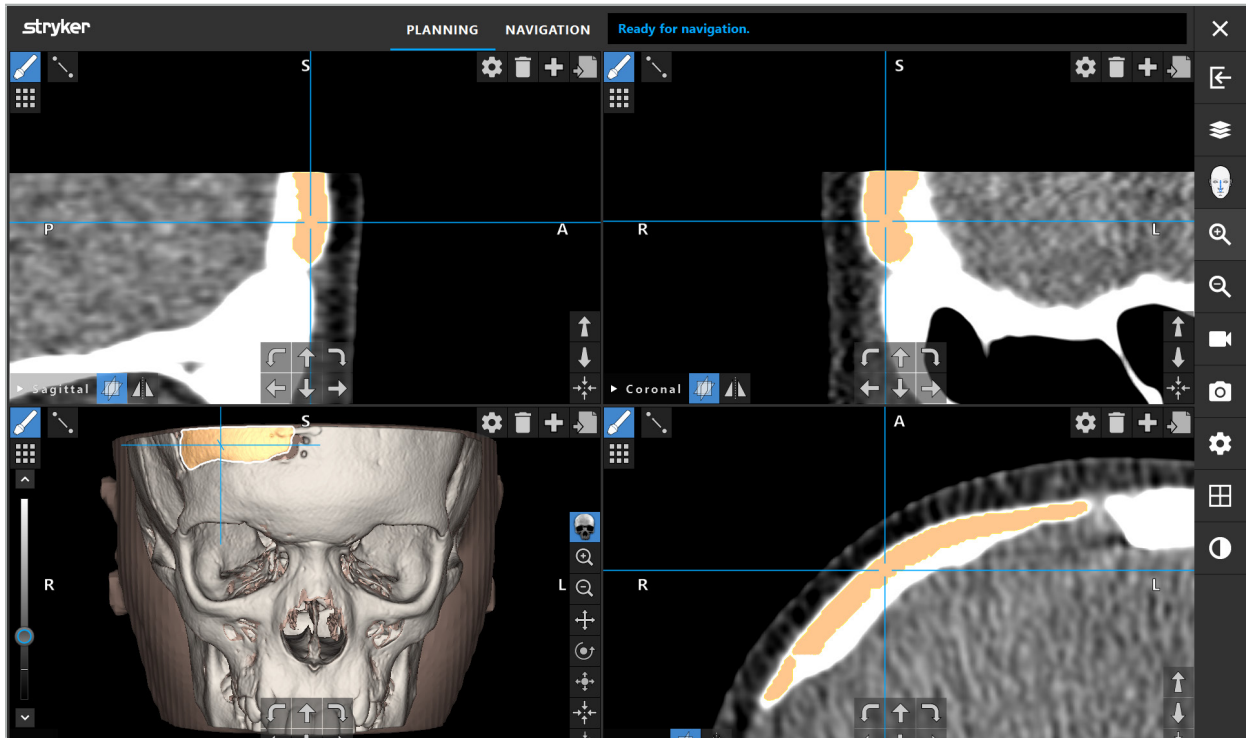 stryker
PLANNING NAVIGATION Ready for navigation.
S S
P A R L
Sagittal Coronal
S A
R L R L